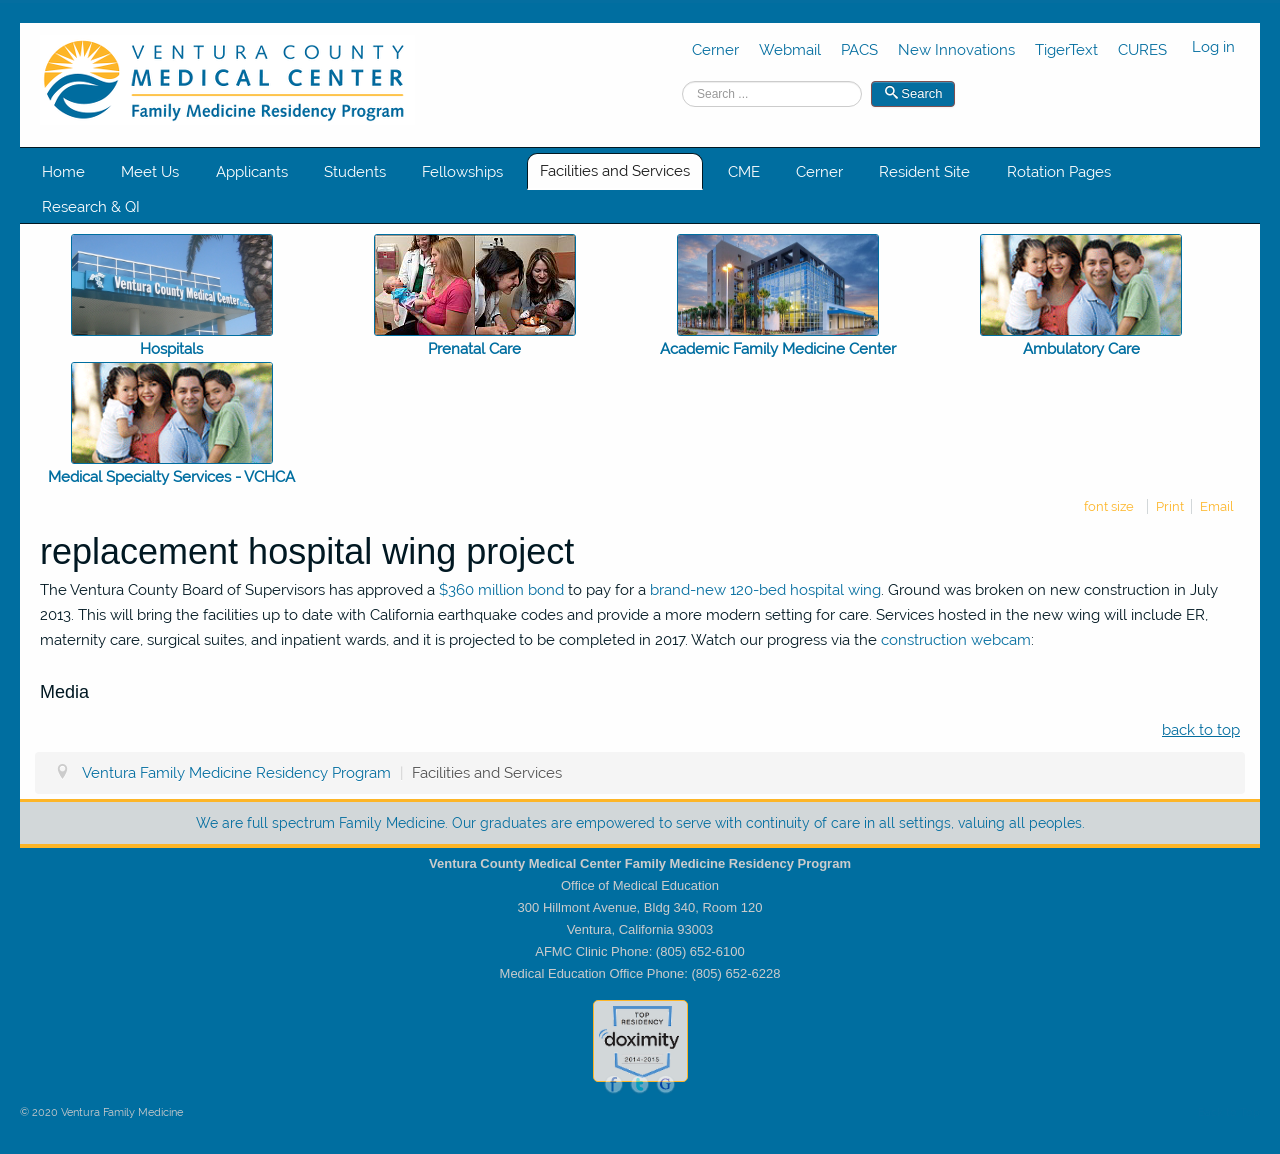 VENTURA COUNTY
MEDICAL CENTER
Family Medicine Residency Program
Cerner Webmail PACS New Innovations TigerText CURES Log in
Search ... Search
Home Meet Us Applicants Students Fellowships Facilities and Services CME Cerner Resident Site Rotation Pages
Research & QI
Ventura County Medical Center
Hospitals Prenatal Care Academic Family Medicine Center Ambulatory Care
Medical Specialty Services - VCHCA
font size Print Email
replacement hospital wing project
The Ventura County Board of Supervisors has approved a $360 million bond to pay for a brand-new 120-bed hospital wing. Ground was broken on new construction in July
2013. This will bring the facilities up to date with California earthquake codes and provide a more modern setting for care. Services hosted in the new wing will include ER,
maternity care, surgical suites, and inpatient wards, and it is projected to be completed in 2017. Watch our progress via the construction webcam:
Media
back to top
Ventura Family Medicine Residency Program | Facilities and Services
We are full spectrum Family Medicine. Our graduates are empowered to serve with continuity of care in all settings, valuing all peoples.
Ventura County Medical Center Family Medicine Residency Program
Office of Medical Education
300 Hillmont Avenue, Bldg 340, Room 120
Ventura, California 93003
AFMC Clinic Phone: (805) 652-6100
Medical Education Office Phone: (805) 652-6228
TOP
RESIDENCY
doximity
2014-2015
f t G
© 2020 Ventura Family Medicine